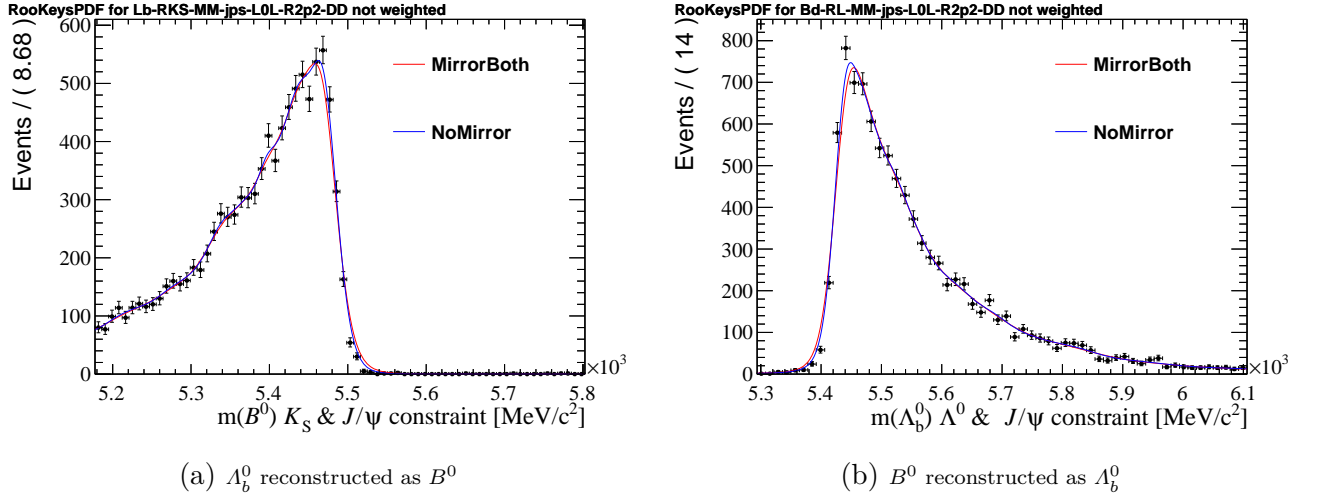 RooKeysPDF for Lb-RKS-MM-jps-L0L-R2p2-DD not weighted
Events / ( 8.68 )
600
500
400
300
200
100
0
MirrorBoth
NoMirror
5.2 5.3 5.4 5.5 5.6 5.7 5.8
×10³
m(B⁰) K_S & J/ψ constraint [MeV/c²]
(a) Λ_b⁰ reconstructed as B⁰
RooKeysPDF for Bd-RL-MM-jps-L0L-R2p2-DD not weighted
Events / ( 14 )
800
700
600
500
400
300
200
100
0
MirrorBoth
NoMirror
5.3 5.4 5.5 5.6 5.7 5.8 5.9 6 6.1
×10³
m(Λ_b⁰) Λ⁰ & J/ψ constraint [MeV/c²]
(b) B⁰ reconstructed as Λ_b⁰